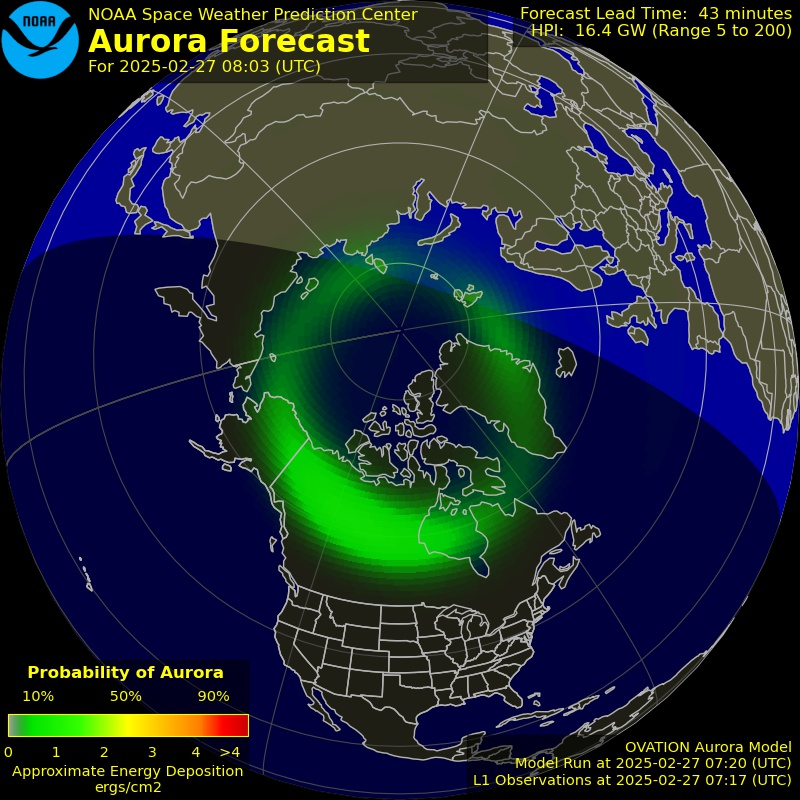 NOAA
NOAA Space Weather Prediction Center
Aurora Forecast
For 2025-02-27 08:03 (UTC)
Forecast Lead Time: 43 minutes
HPI: 16.4 GW (Range 5 to 200)
Probability of Aurora
10% 50% 90%
0 1 2 3 4 >4
Approximate Energy Deposition
ergs/cm2
OVATION Aurora Model
Model Run at 2025-02-27 07:20 (UTC)
L1 Observations at 2025-02-27 07:17 (UTC)